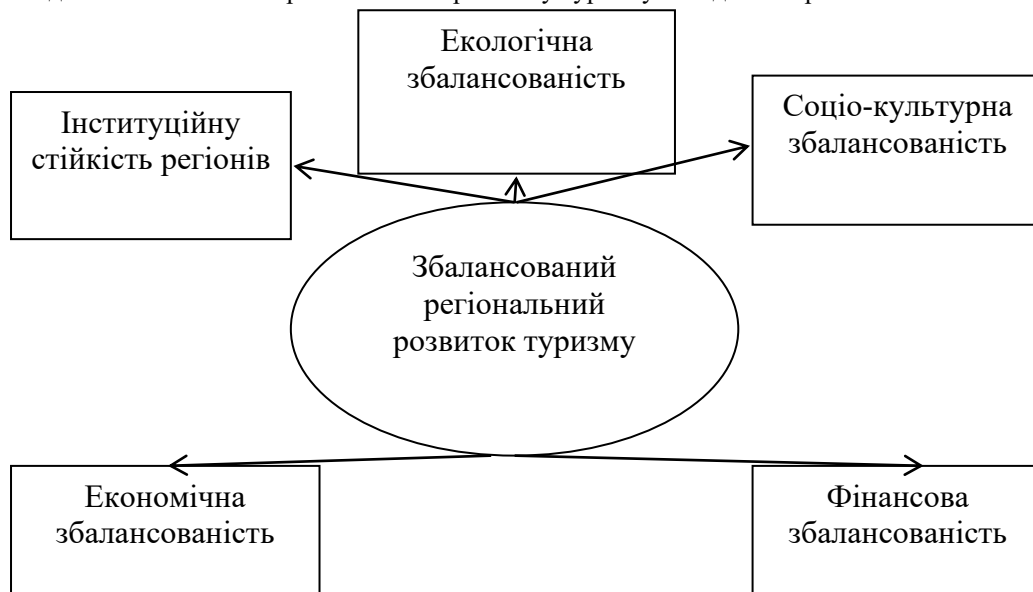 Екологічна
збалансованість
Інституційну
стійкість регіонів
Соціо-культурна
збалансованість
Збалансований
регіональний
розвиток туризму
Економічна
збалансованість
Фінансова
збалансованість